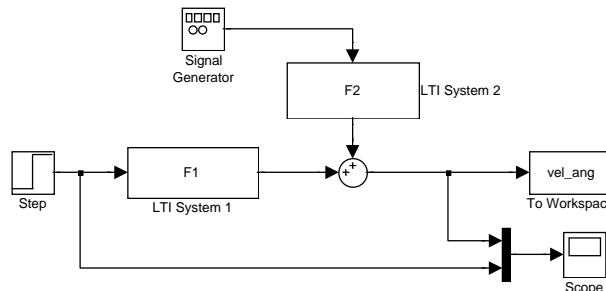 Signal
Generator
F2
LTI System 2
F1
LTI System 1
Step
+
+
vel_ang
To Workspac
Scope